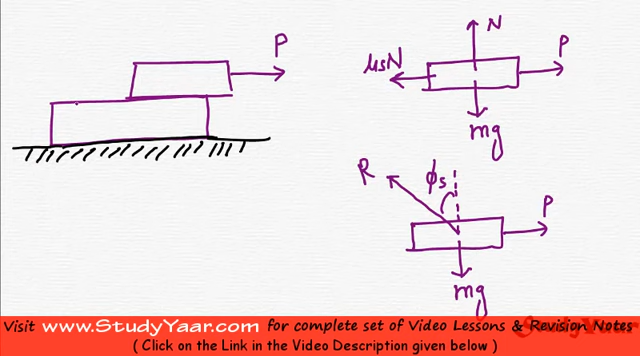 P
N
μsN
P
mg
R
ϕs
P
mg
StudyYaar
Visit www.StudyYaar.com for complete set of Video Lessons & Revision Notes
( Click on the Link in the Video Description given below )